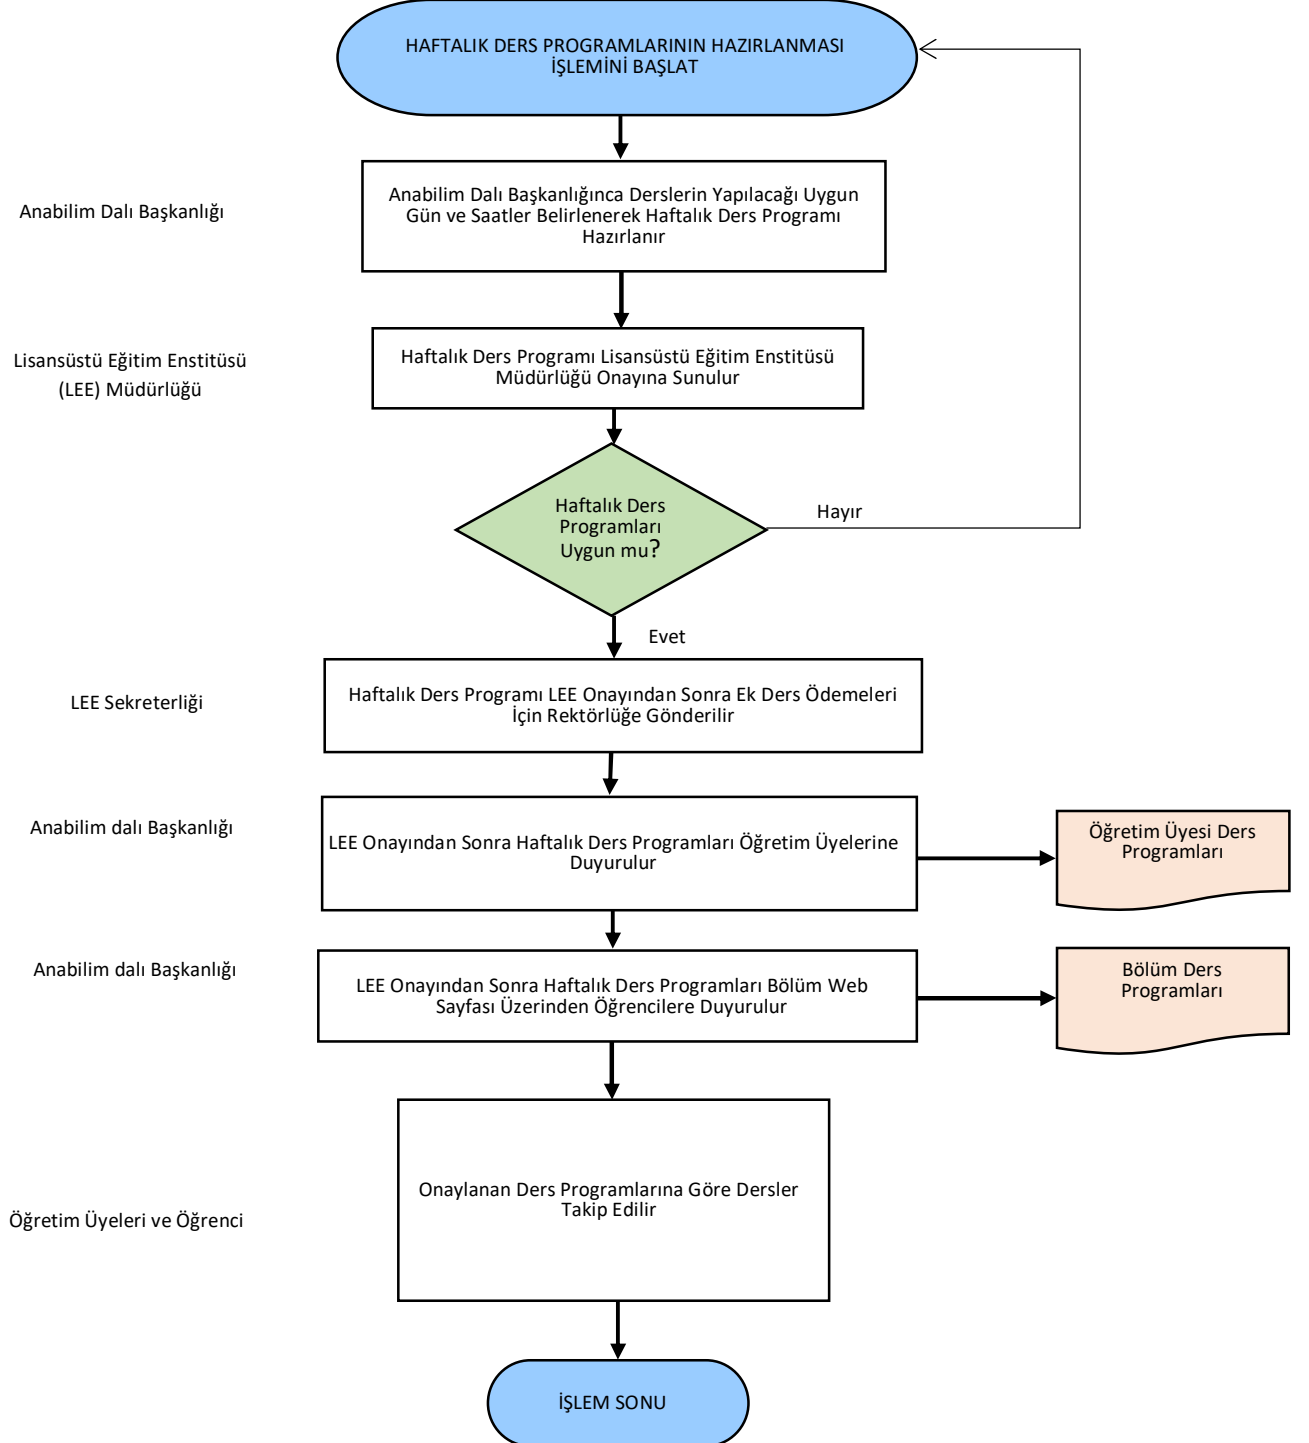 HAFTALIK DERS PROGRAMLARININ HAZIRLANMASI
İŞLEMİNİ BAŞLAT
Anabilim Dalı Başkanlığı
Anabilim Dalı Başkanlığınca Derslerin Yapılacağı Uygun
Gün ve Saatler Belirlenerek Haftalık Ders Programı
Hazırlanır
Lisansüstü Eğitim Enstitüsü
(LEE) Müdürlüğü
Haftalık Ders Programı Lisansüstü Eğitim Enstitüsü
Müdürlüğü Onayına Sunulur
Haftalık Ders
Programları
Uygun mu?
Hayır
Evet
LEE Sekreterliği
Haftalık Ders Programı LEE Onayından Sonra Ek Ders Ödemeleri
İçin Rektörlüğe Gönderilir
Anabilim dalı Başkanlığı
LEE Onayından Sonra Haftalık Ders Programları Öğretim Üyelerine
Duyurulur
Öğretim Üyesi Ders
Programları
Anabilim dalı Başkanlığı
LEE Onayından Sonra Haftalık Ders Programları Bölüm Web
Sayfası Üzerinden Öğrencilere Duyurulur
Bölüm Ders
Programları
Öğretim Üyeleri ve Öğrenci
Onaylanan Ders Programlarına Göre Dersler
Takip Edilir
İŞLEM SONU